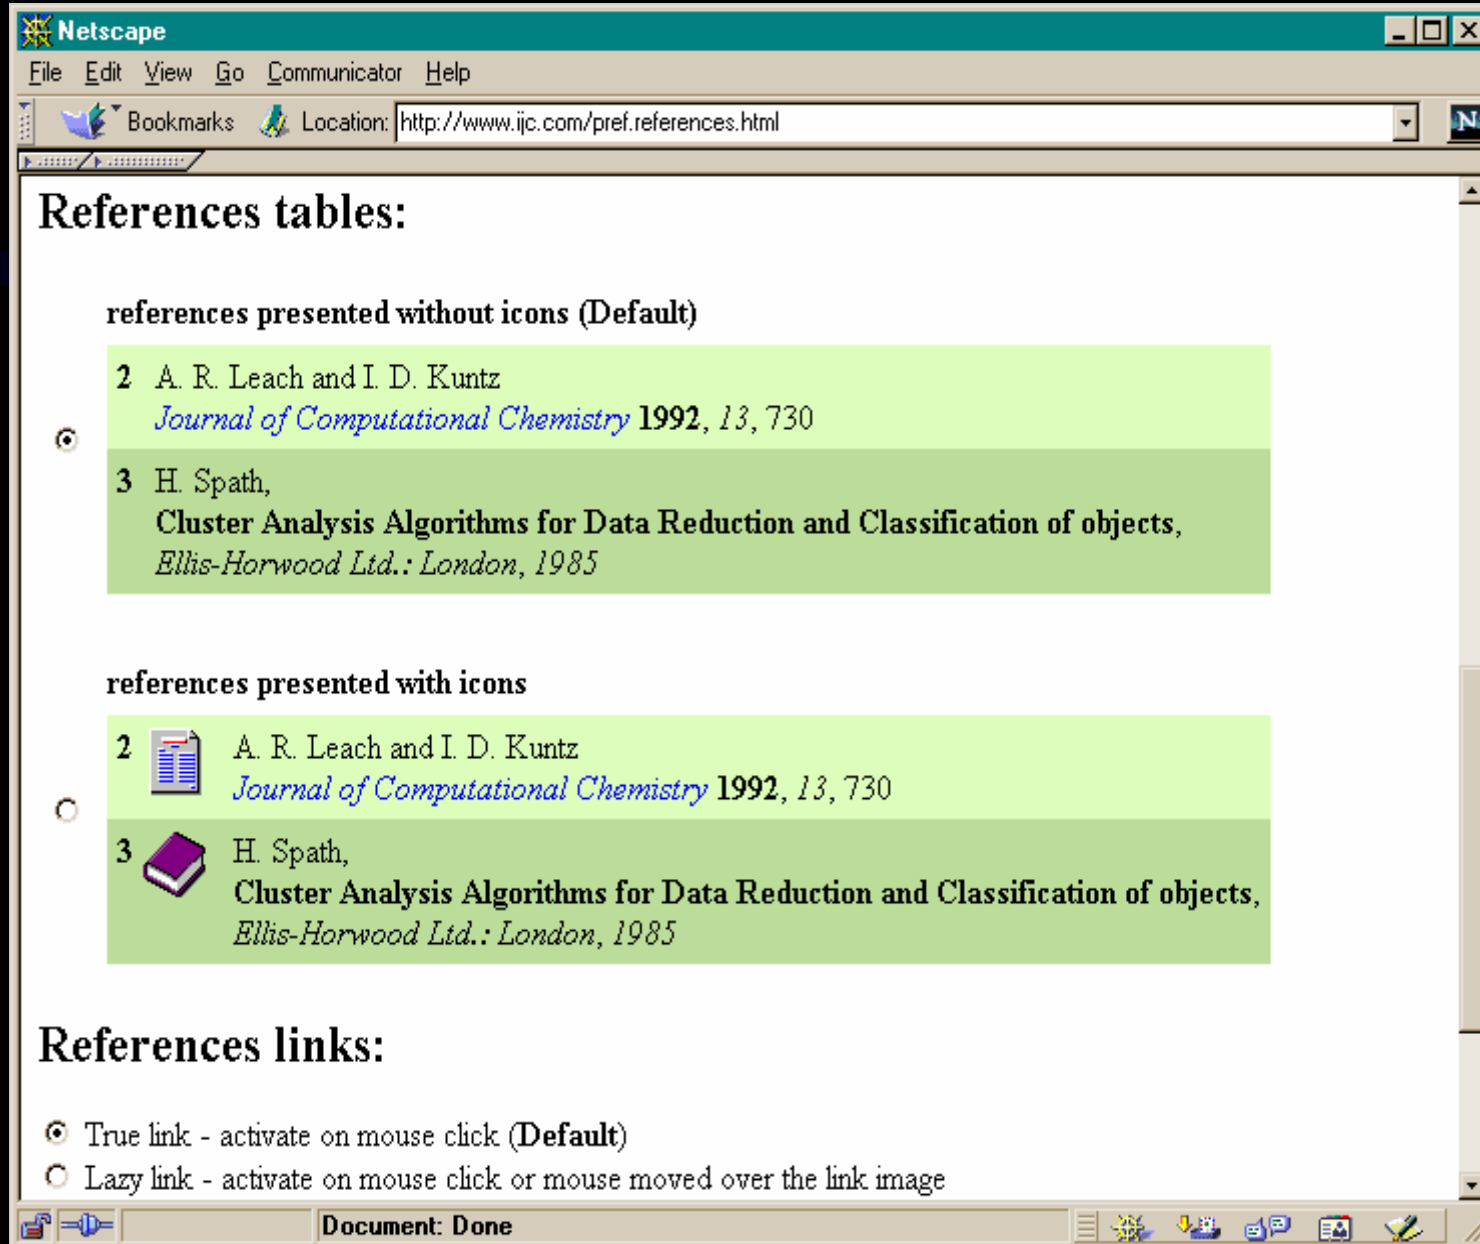 Netscape
File Edit View Go Communicator Help
Bookmarks Location: http://www.ijc.com/pref.references.html N
References tables:
references presented without icons (Default)
2 A. R. Leach and I. D. Kuntz
Journal of Computational Chemistry 1992, 13, 730
3 H. Spath,
Cluster Analysis Algorithms for Data Reduction and Classification of objects,
Ellis-Horwood Ltd.: London, 1985
references presented with icons
2 A. R. Leach and I. D. Kuntz
Journal of Computational Chemistry 1992, 13, 730
3 H. Spath,
Cluster Analysis Algorithms for Data Reduction and Classification of objects,
Ellis-Horwood Ltd.: London, 1985
References links:
True link - activate on mouse click (Default)
Lazy link - activate on mouse click or mouse moved over the link image
Document: Done